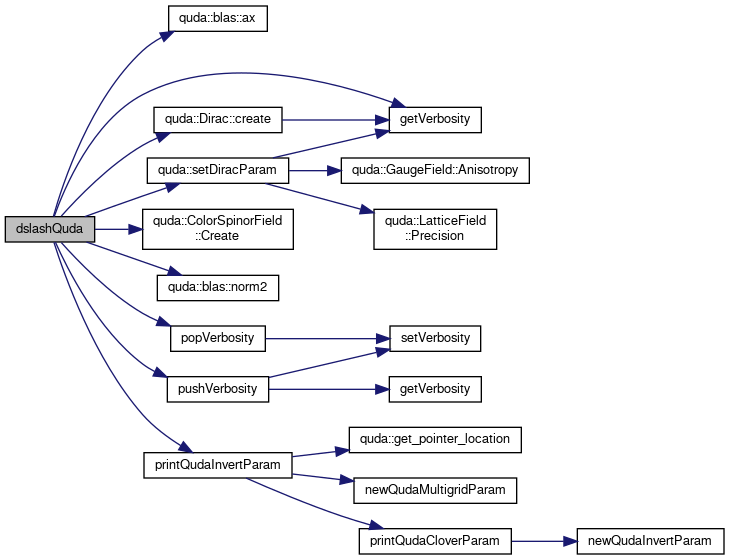 quda::blas::ax
getVerbosity
quda::Dirac::create
quda::setDiracParam
quda::GaugeField::Anisotropy
quda::ColorSpinorField
::Create
quda::LatticeField
::Precision
dslashQuda
quda::blas::norm2
popVerbosity
setVerbosity
pushVerbosity
getVerbosity
quda::get_pointer_location
printQudaInvertParam
newQudaMultigridParam
printQudaCloverParam
newQudaInvertParam